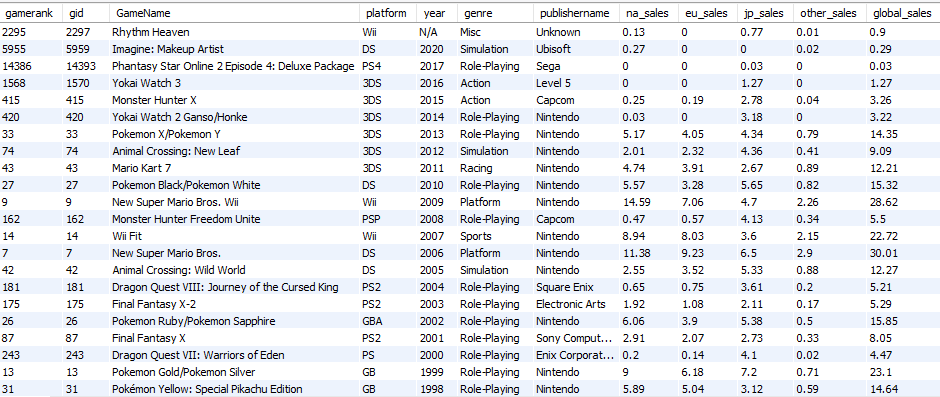 gamerank gid GameName platform year genre publishername na_sales eu_sales jp_sales other_sales global_sales
2295 2297 Rhythm Heaven Wii N/A Misc Unknown 0.13 0 0.77 0.01 0.9
5955 5959 Imagine: Makeup Artist DS 2020 Simulation Ubisoft 0.27 0 0 0.02 0.29
14386 14393 Phantasy Star Online 2 Episode 4: Deluxe Package PS4 2017 Role-Playing Sega 0 0 0.03 0 0.03
1568 1570 Yokai Watch 3 3DS 2016 Action Level 5 0 0 1.27 0 1.27
415 415 Monster Hunter X 3DS 2015 Action Capcom 0.25 0.19 2.78 0.04 3.26
420 420 Yokai Watch 2 Ganso/Honke 3DS 2014 Role-Playing Nintendo 0.03 0 3.18 0 3.22
33 33 Pokemon X/Pokemon Y 3DS 2013 Role-Playing Nintendo 5.17 4.05 4.34 0.79 14.35
74 74 Animal Crossing: New Leaf 3DS 2012 Simulation Nintendo 2.01 2.32 4.36 0.41 9.09
43 43 Mario Kart 7 3DS 2011 Racing Nintendo 4.74 3.91 2.67 0.89 12.21
27 27 Pokemon Black/Pokemon White DS 2010 Role-Playing Nintendo 5.57 3.28 5.65 0.82 15.32
9 9 New Super Mario Bros. Wii Wii 2009 Platform Nintendo 14.59 7.06 4.7 2.26 28.62
162 162 Monster Hunter Freedom Unite PSP 2008 Role-Playing Capcom 0.47 0.57 4.13 0.34 5.5
14 14 Wii Fit Wii 2007 Sports Nintendo 8.94 8.03 3.6 2.15 22.72
7 7 New Super Mario Bros. DS 2006 Platform Nintendo 11.38 9.23 6.5 2.9 30.01
42 42 Animal Crossing: Wild World DS 2005 Simulation Nintendo 2.55 3.52 5.33 0.88 12.27
181 181 Dragon Quest VIII: Journey of the Cursed King PS2 2004 Role-Playing Square Enix 0.65 0.75 3.61 0.2 5.21
175 175 Final Fantasy X-2 PS2 2003 Role-Playing Electronic Arts 1.92 1.08 2.11 0.17 5.29
26 26 Pokemon Ruby/Pokemon Sapphire GBA 2002 Role-Playing Nintendo 6.06 3.9 5.38 0.5 15.85
87 87 Final Fantasy X PS2 2001 Role-Playing Sony Comput... 2.91 2.07 2.73 0.33 8.05
243 243 Dragon Quest VII: Warriors of Eden PS 2000 Role-Playing Enix Corporat... 0.2 0.14 4.1 0.02 4.47
13 13 Pokemon Gold/Pokemon Silver GB 1999 Role-Playing Nintendo 9 6.18 7.2 0.71 23.1
31 31 Pokémon Yellow: Special Pikachu Edition GB 1998 Role-Playing Nintendo 5.89 5.04 3.12 0.59 14.64